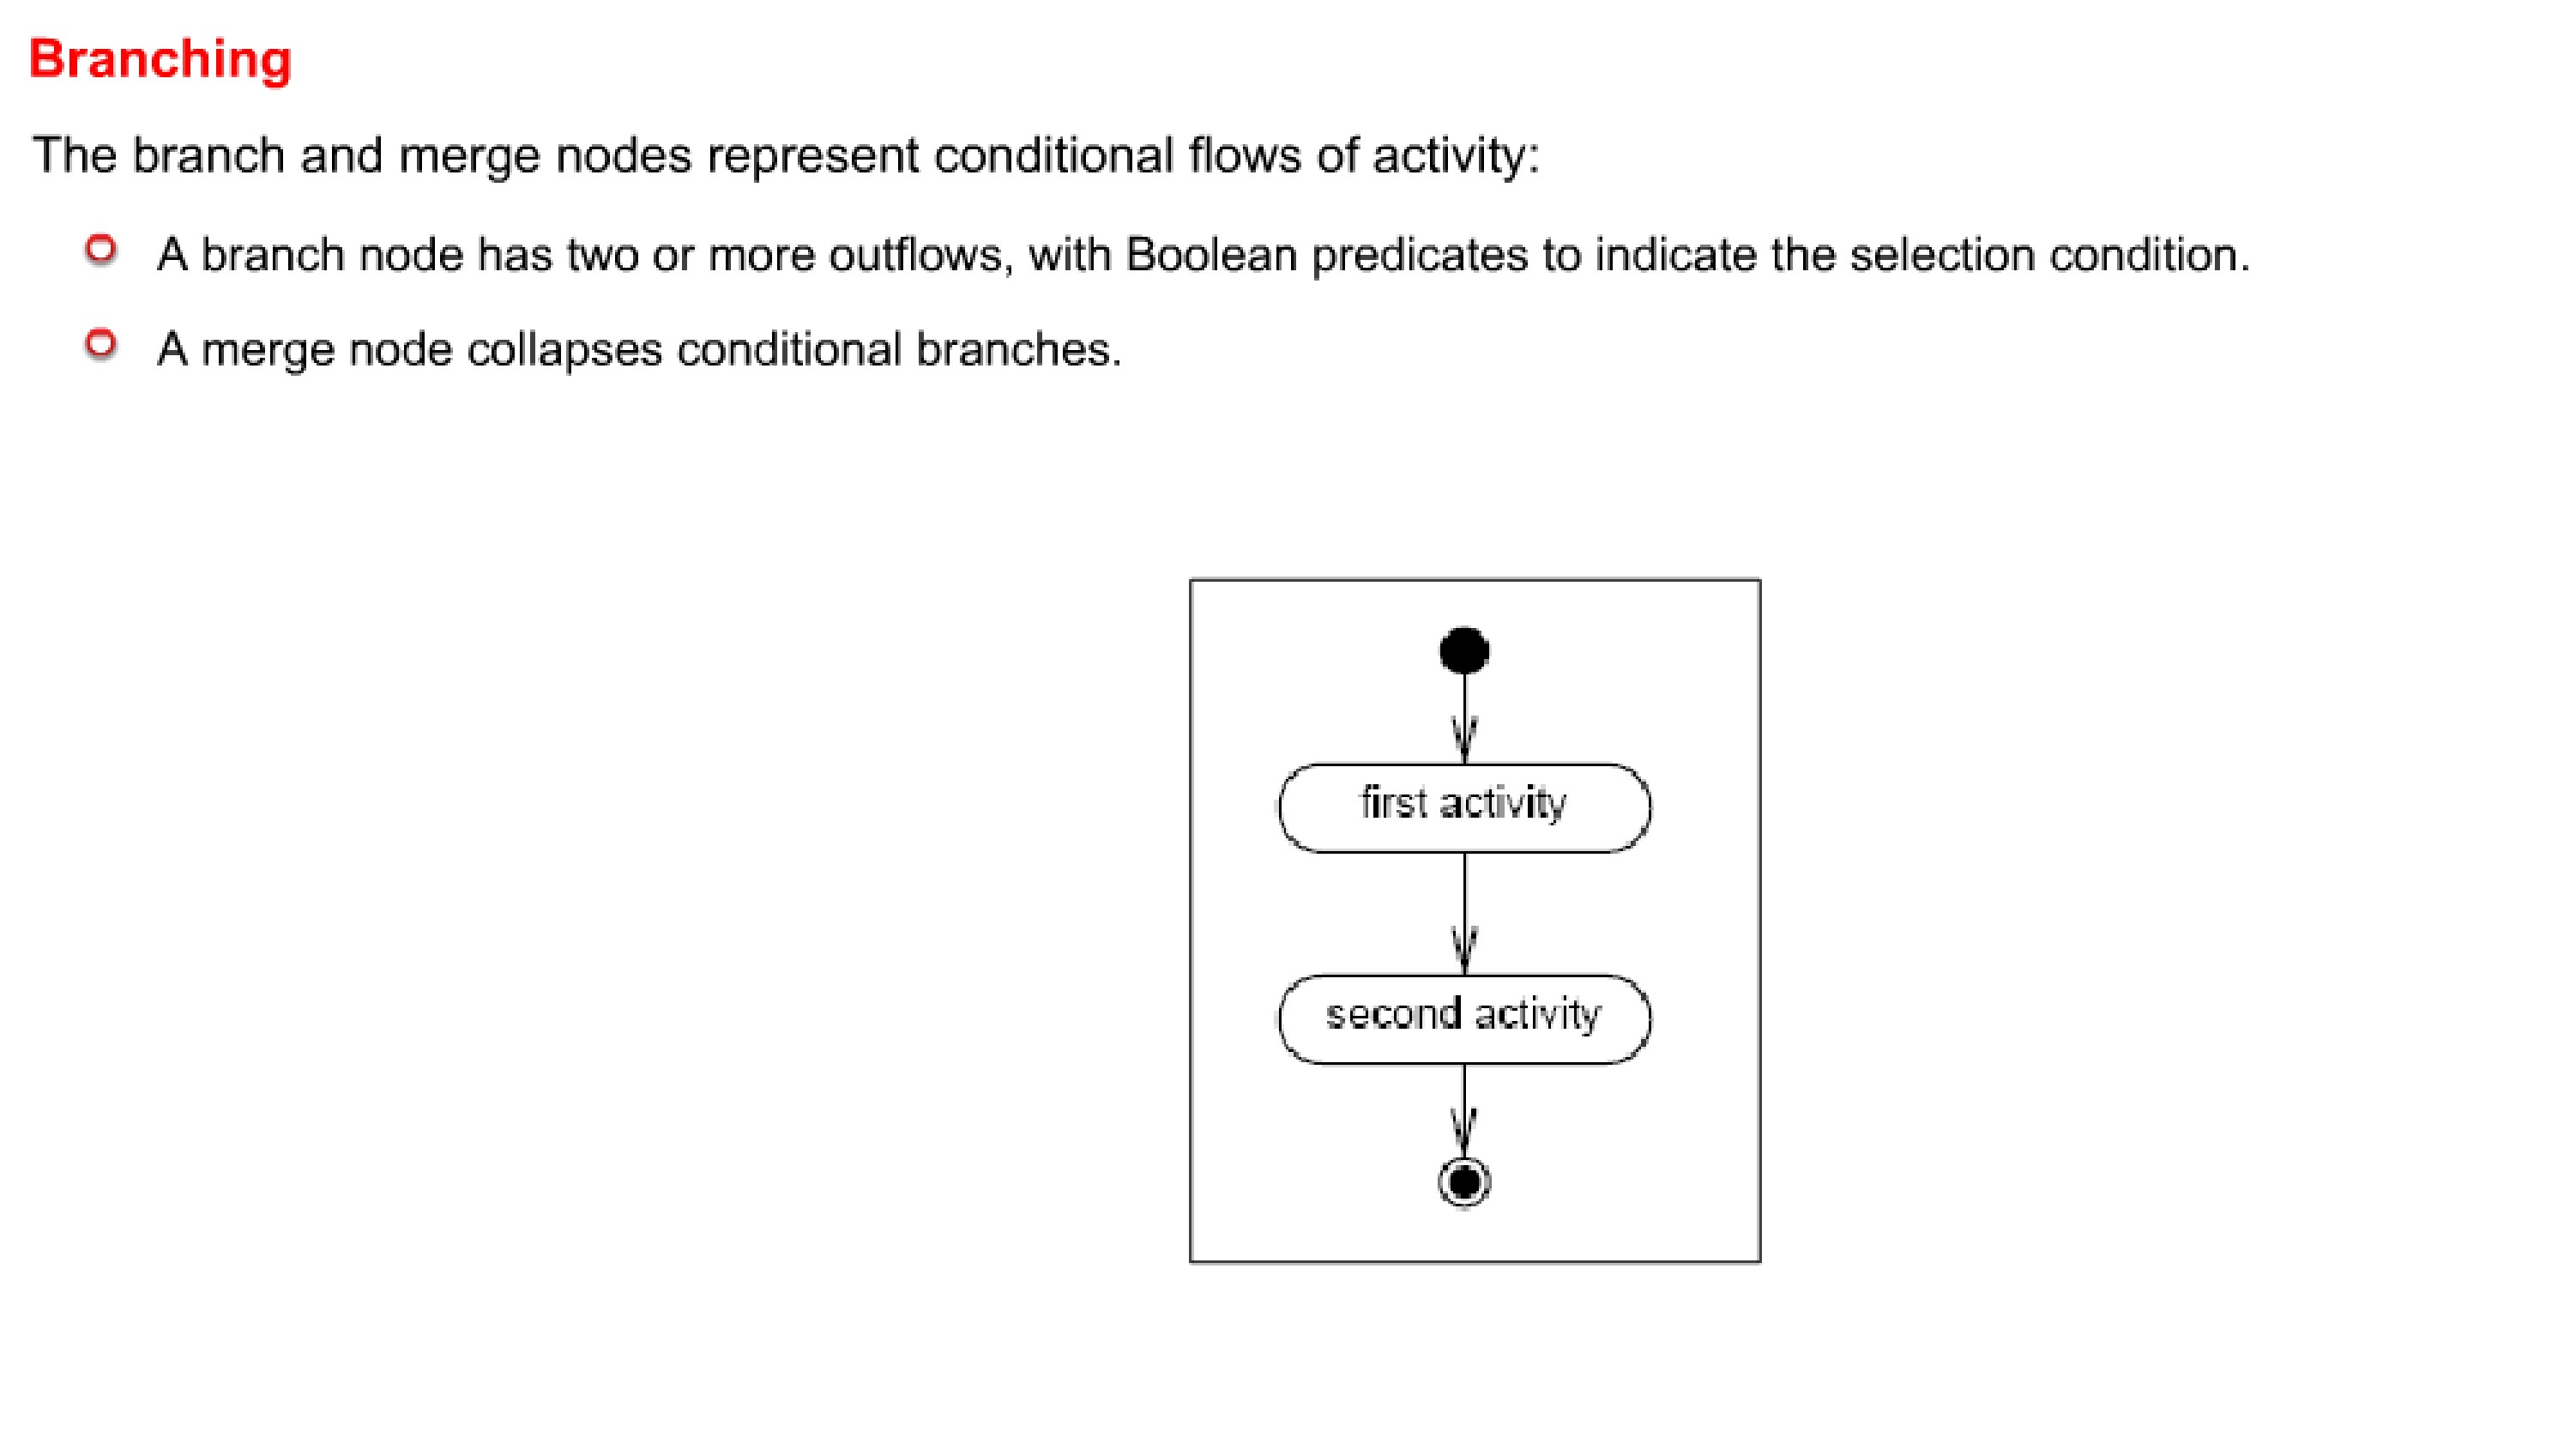 Branching
The branch and merge nodes represent conditional flows of activity:
A branch node has two or more outflows, with Boolean predicates to indicate the selection condition.
A merge node collapses conditional branches.
first activity
second activity